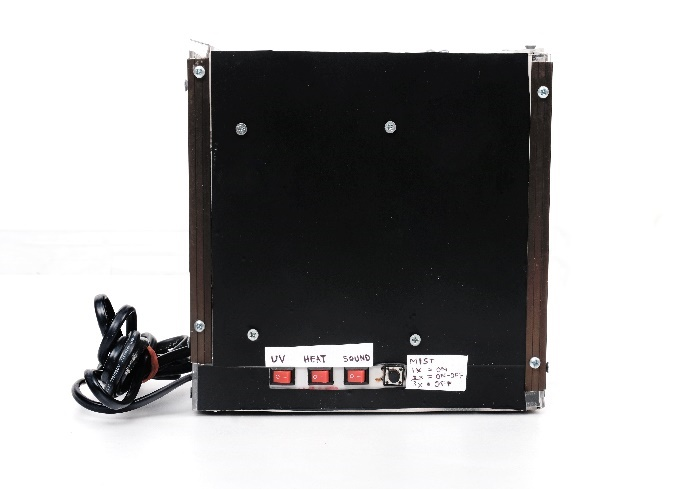 UV HEAT SOUND
MIST
1X = ON
2X = ON-OFF
3X = OFF